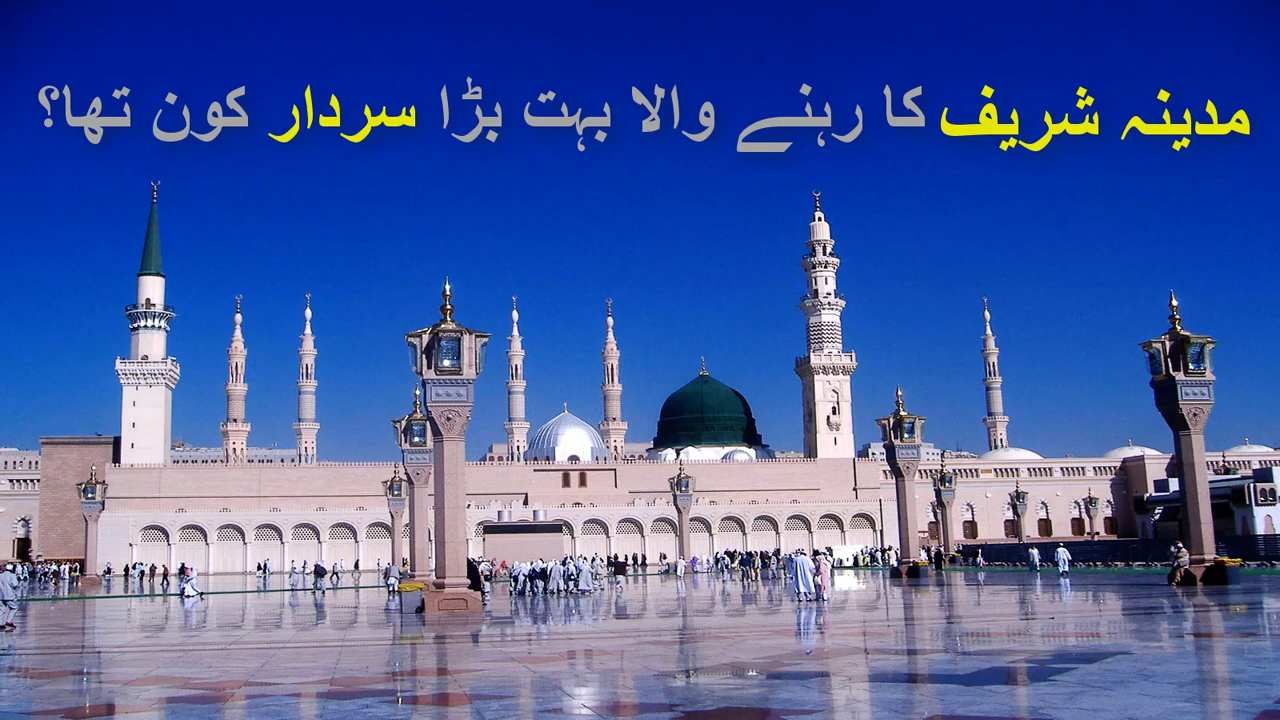 مدینہ شریف کا رہنے والا بہت بڑا سردار کون تھا؟